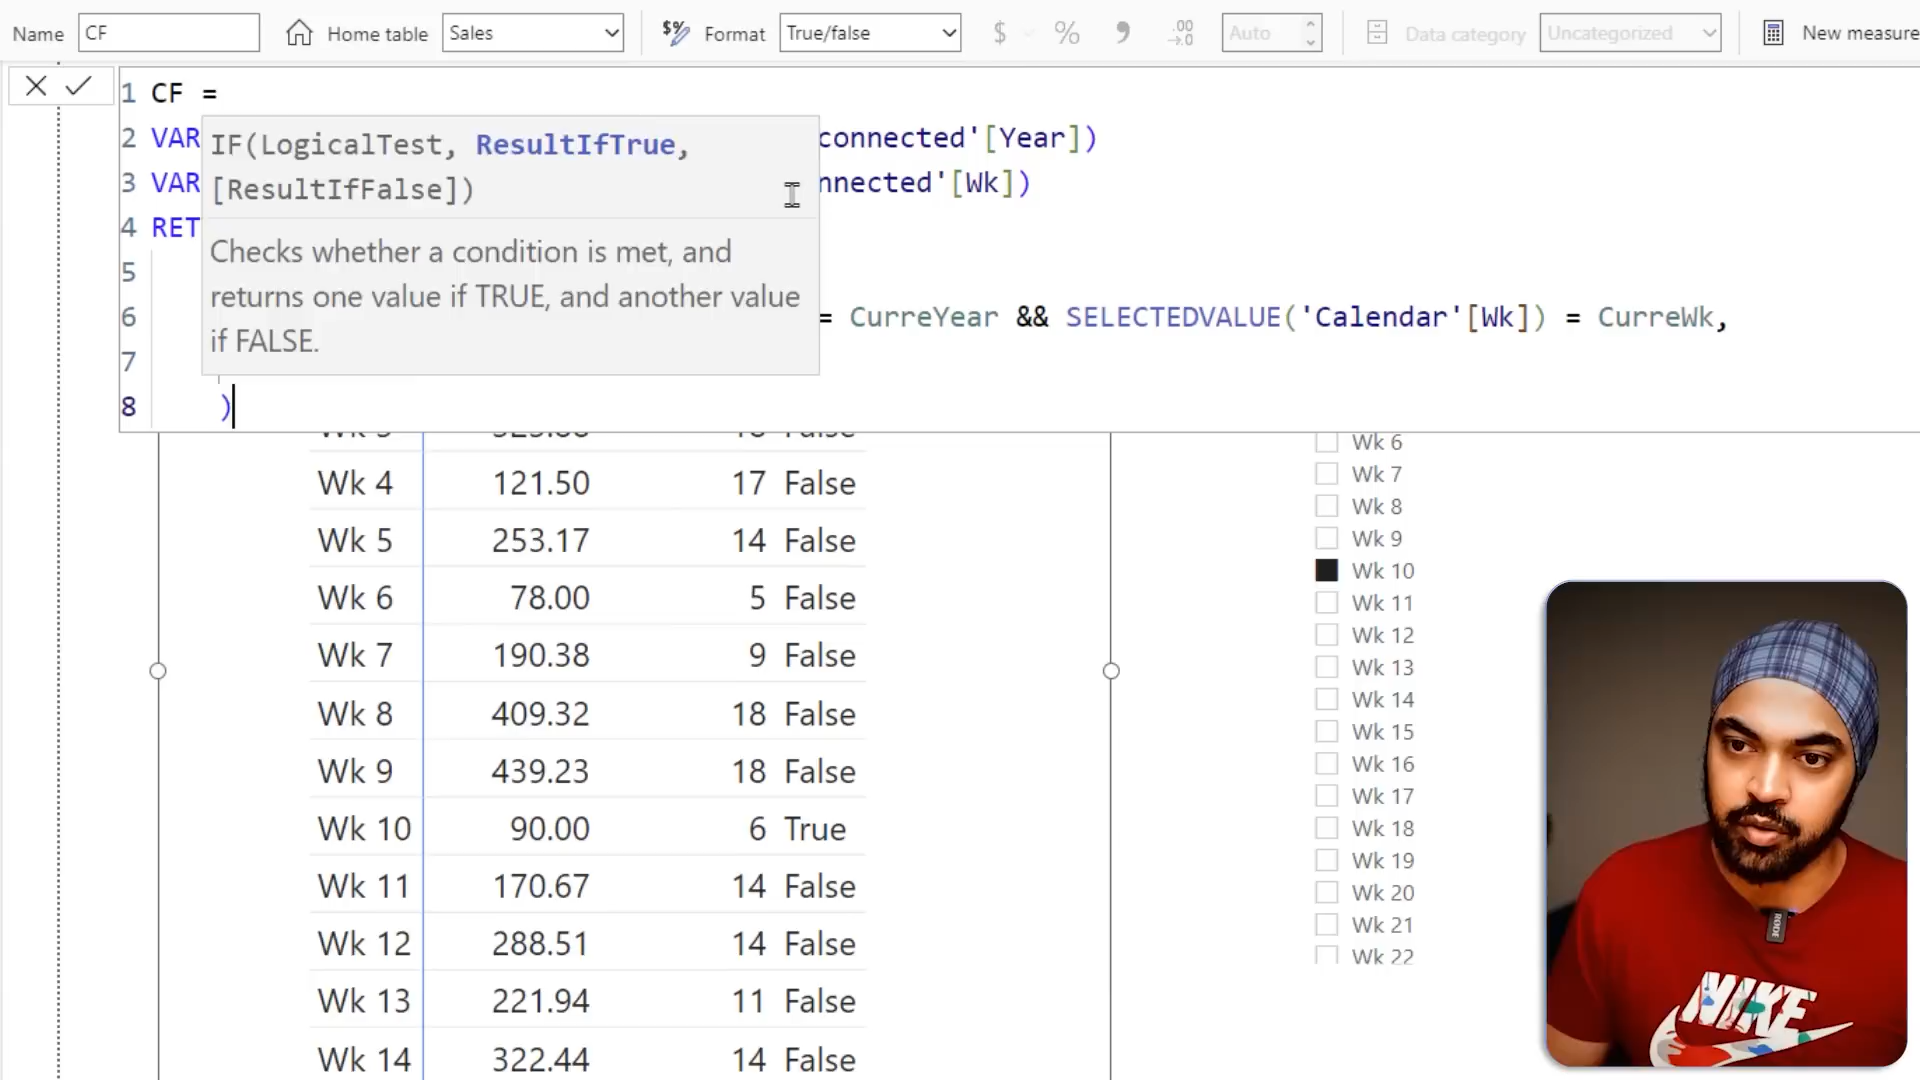 Name CF Home table Sales Format True/false $ % Auto Data category Uncategorized New measure
1 CF =
2 VAR connected'[Year])
3 VAR nnected'[Wk])
4 RET
5
6 = CurreYear && SELECTEDVALUE('Calendar'[Wk]) = CurreWk,
7
8 )
IF(LogicalTest, ResultIfTrue,
[ResultIfFalse])
Checks whether a condition is met, and
returns one value if TRUE, and another value
if FALSE.
Wk 4 121.50 17 False
Wk 5 253.17 14 False
Wk 6 78.00 5 False
Wk 7 190.38 9 False
Wk 8 409.32 18 False
Wk 9 439.23 18 False
Wk 10 90.00 6 True
Wk 11 170.67 14 False
Wk 12 288.51 14 False
Wk 13 221.94 11 False
Wk 14 322.44 14 False
Wk 6
Wk 7
Wk 8
Wk 9
Wk 10
Wk 11
Wk 12
Wk 13
Wk 14
Wk 15
Wk 16
Wk 17
Wk 18
Wk 19
Wk 20
Wk 21
Wk 22
RODE
NIKE